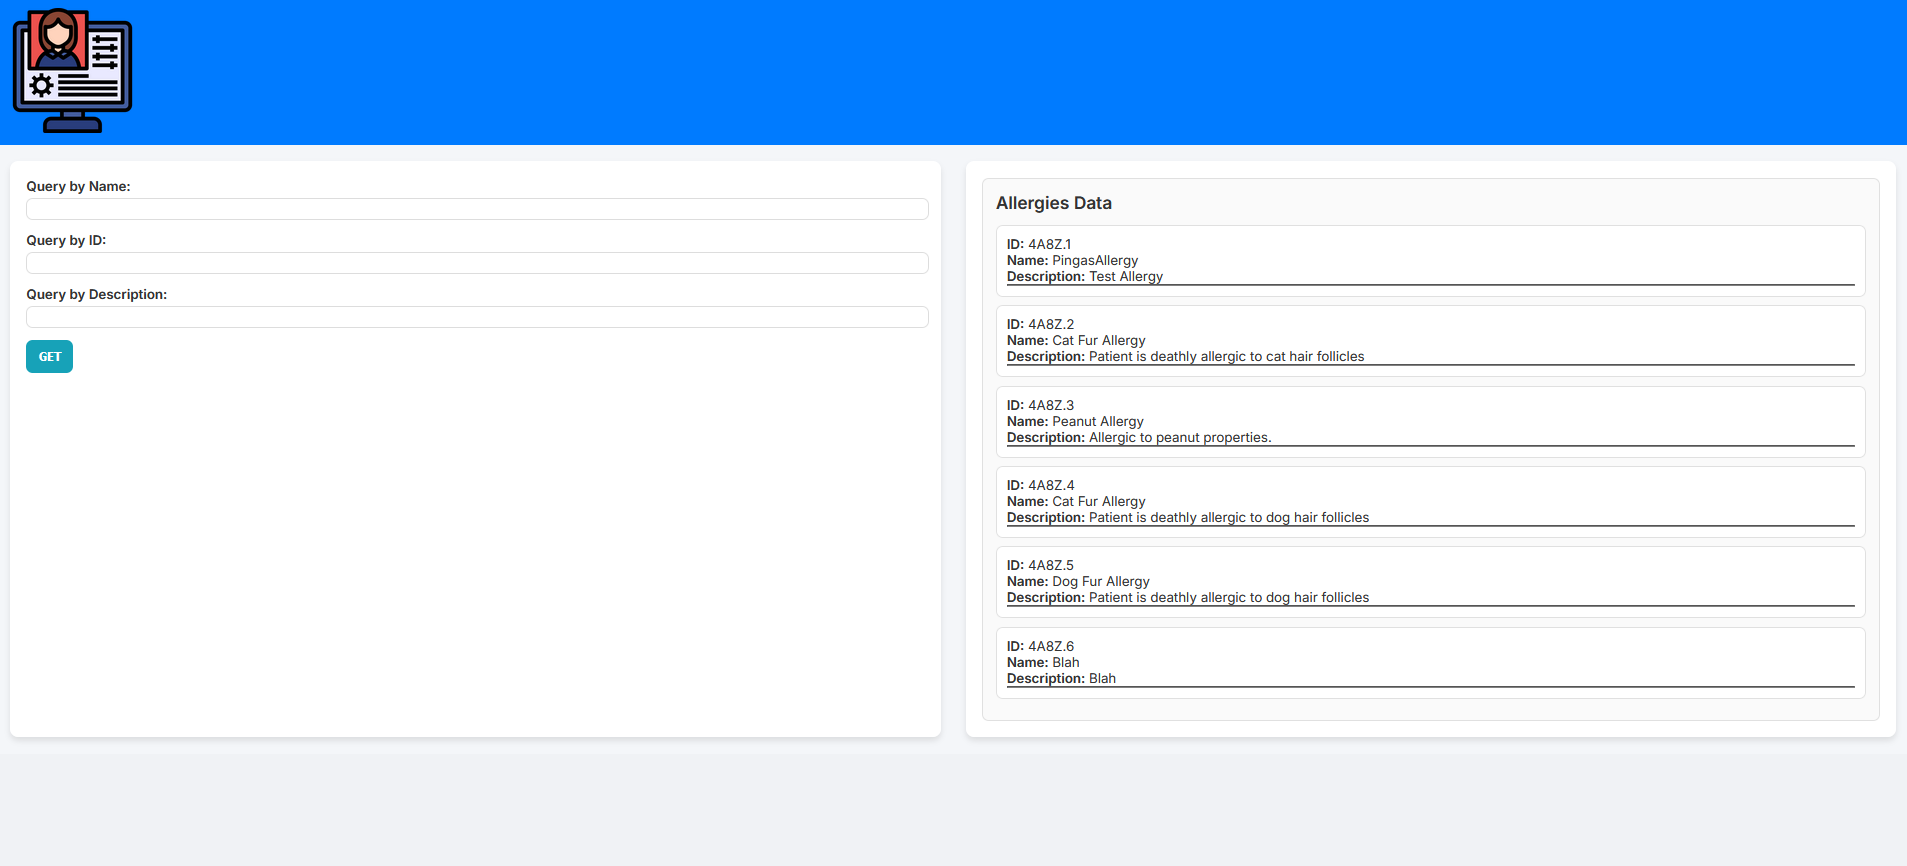 Query by Name:
Query by ID:
Query by Description:
GET
Allergies Data
ID: 4A8Z.1
Name: PingasAllergy
Description: Test Allergy
ID: 4A8Z.2
Name: Cat Fur Allergy
Description: Patient is deathly allergic to cat hair follicles
ID: 4A8Z.3
Name: Peanut Allergy
Description: Allergic to peanut properties.
ID: 4A8Z.4
Name: Cat Fur Allergy
Description: Patient is deathly allergic to dog hair follicles
ID: 4A8Z.5
Name: Dog Fur Allergy
Description: Patient is deathly allergic to dog hair follicles
ID: 4A8Z.6
Name: Blah
Description: Blah